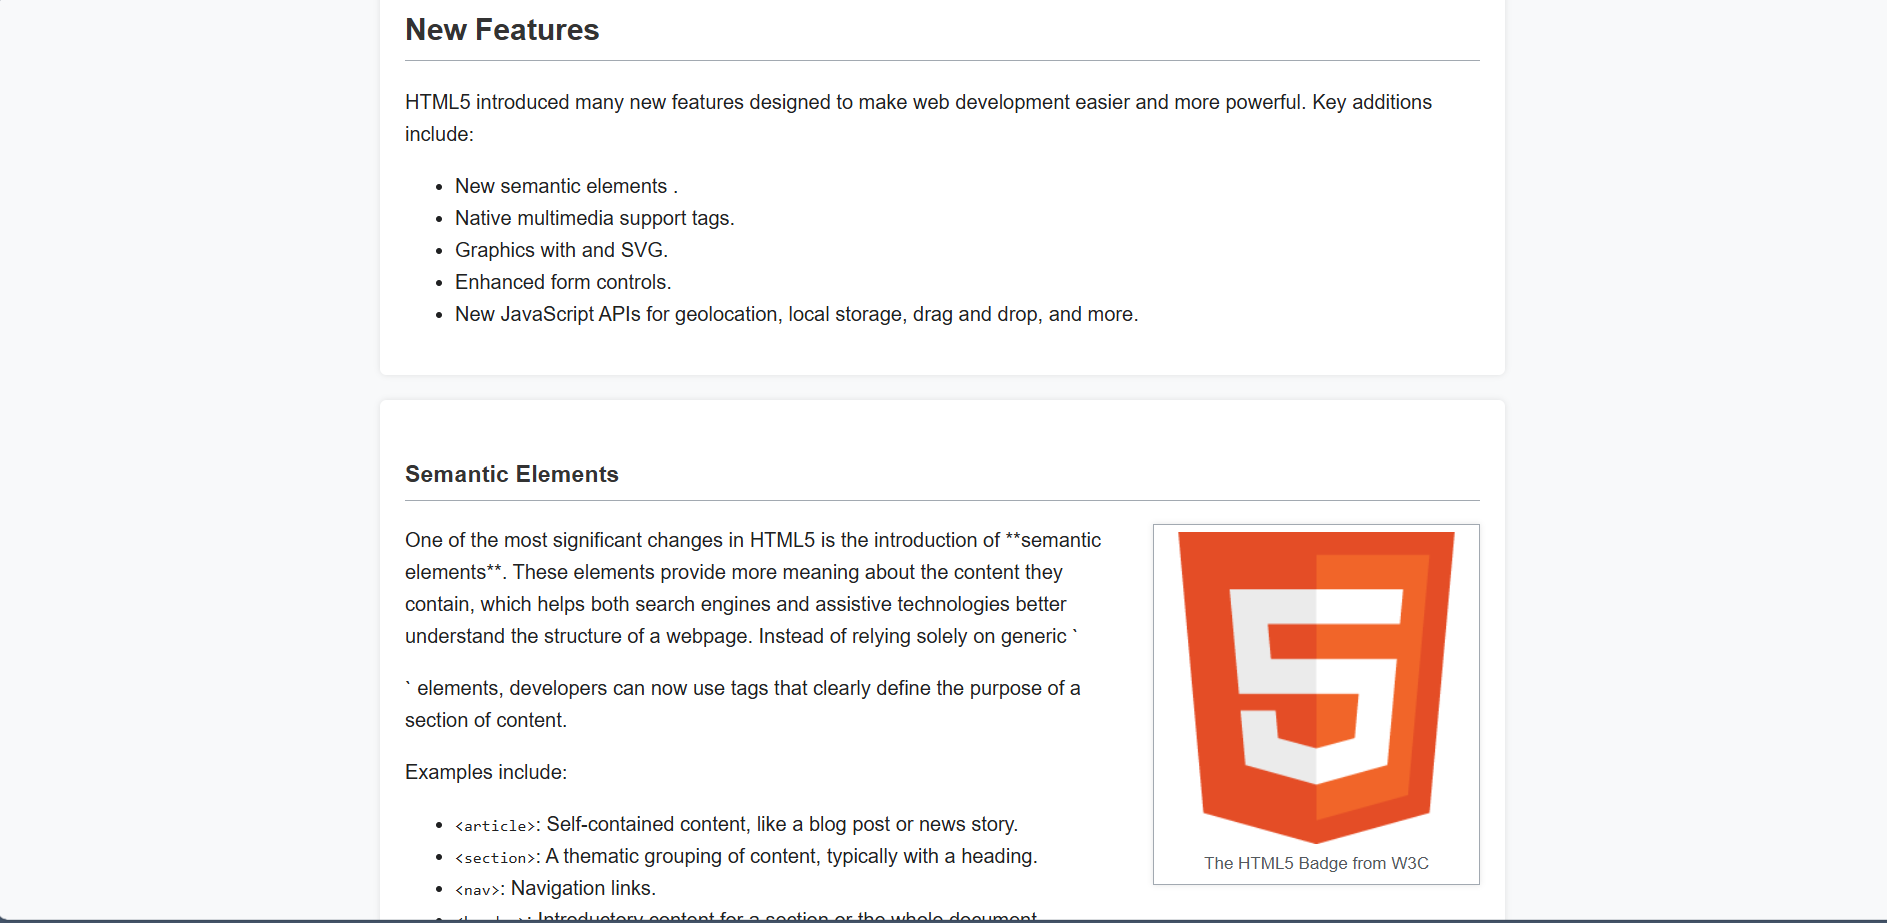 New Features
HTML5 introduced many new features designed to make web development easier and more powerful. Key additions
include:
• New semantic elements .
• Native multimedia support tags.
• Graphics with and SVG.
• Enhanced form controls.
• New JavaScript APIs for geolocation, local storage, drag and drop, and more.
Semantic Elements
One of the most significant changes in HTML5 is the introduction of **semantic
elements**. These elements provide more meaning about the content they
contain, which helps both search engines and assistive technologies better
understand the structure of a webpage. Instead of relying solely on generic `
` elements, developers can now use tags that clearly define the purpose of a
section of content.
Examples include:
• <article>: Self-contained content, like a blog post or news story.
• <section>: A thematic grouping of content, typically with a heading.
• <nav>: Navigation links.
• <header>: Introductory content for a section or the whole document.
5
The HTML5 Badge from W3C